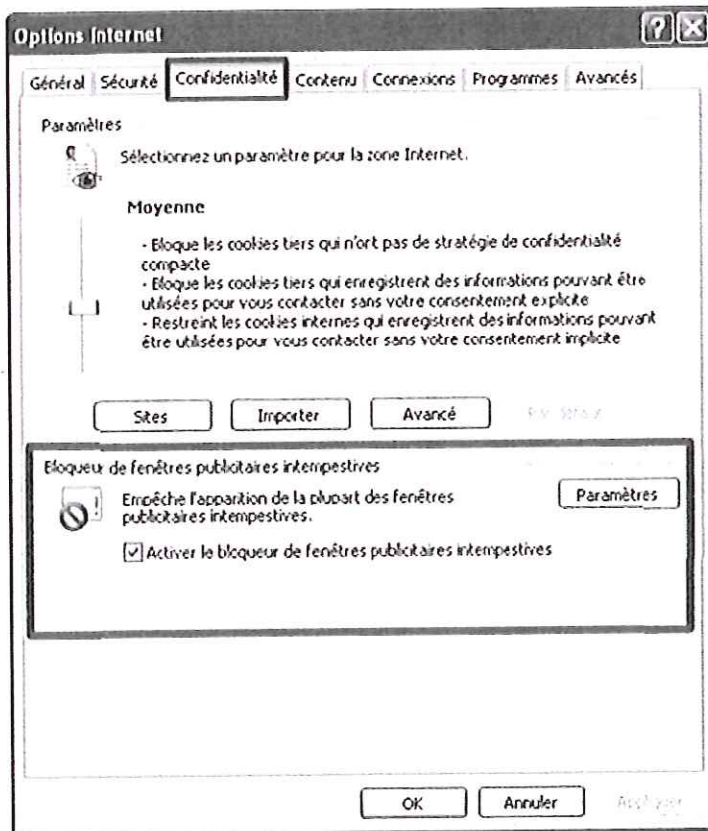 Options Internet
Général Sécurité Confidentialité Contenu Connexions Programmes Avancés
Paramètres
Sélectionnez un paramètre pour la zone Internet.
Moyenne
- Bloque les cookies tiers qui n'ont pas de stratégie de confidentialité
compacte
- Bloque les cookies tiers qui enregistrent des informations pouvant être
utilisées pour vous contacter sans votre consentement explicite
- Restreint les cookies internes qui enregistrent des informations pouvant
être utilisées pour vous contacter sans votre consentement implicite
Sites Importer Avancé Par défaut
Bloqueur de fenêtres publicitaires intempestives
Empêche l'apparition de la plupart des fenêtres
publicitaires intempestives.
Paramètres
Activer le bloqueur de fenêtres publicitaires intempestives
OK Annuler Appliquer